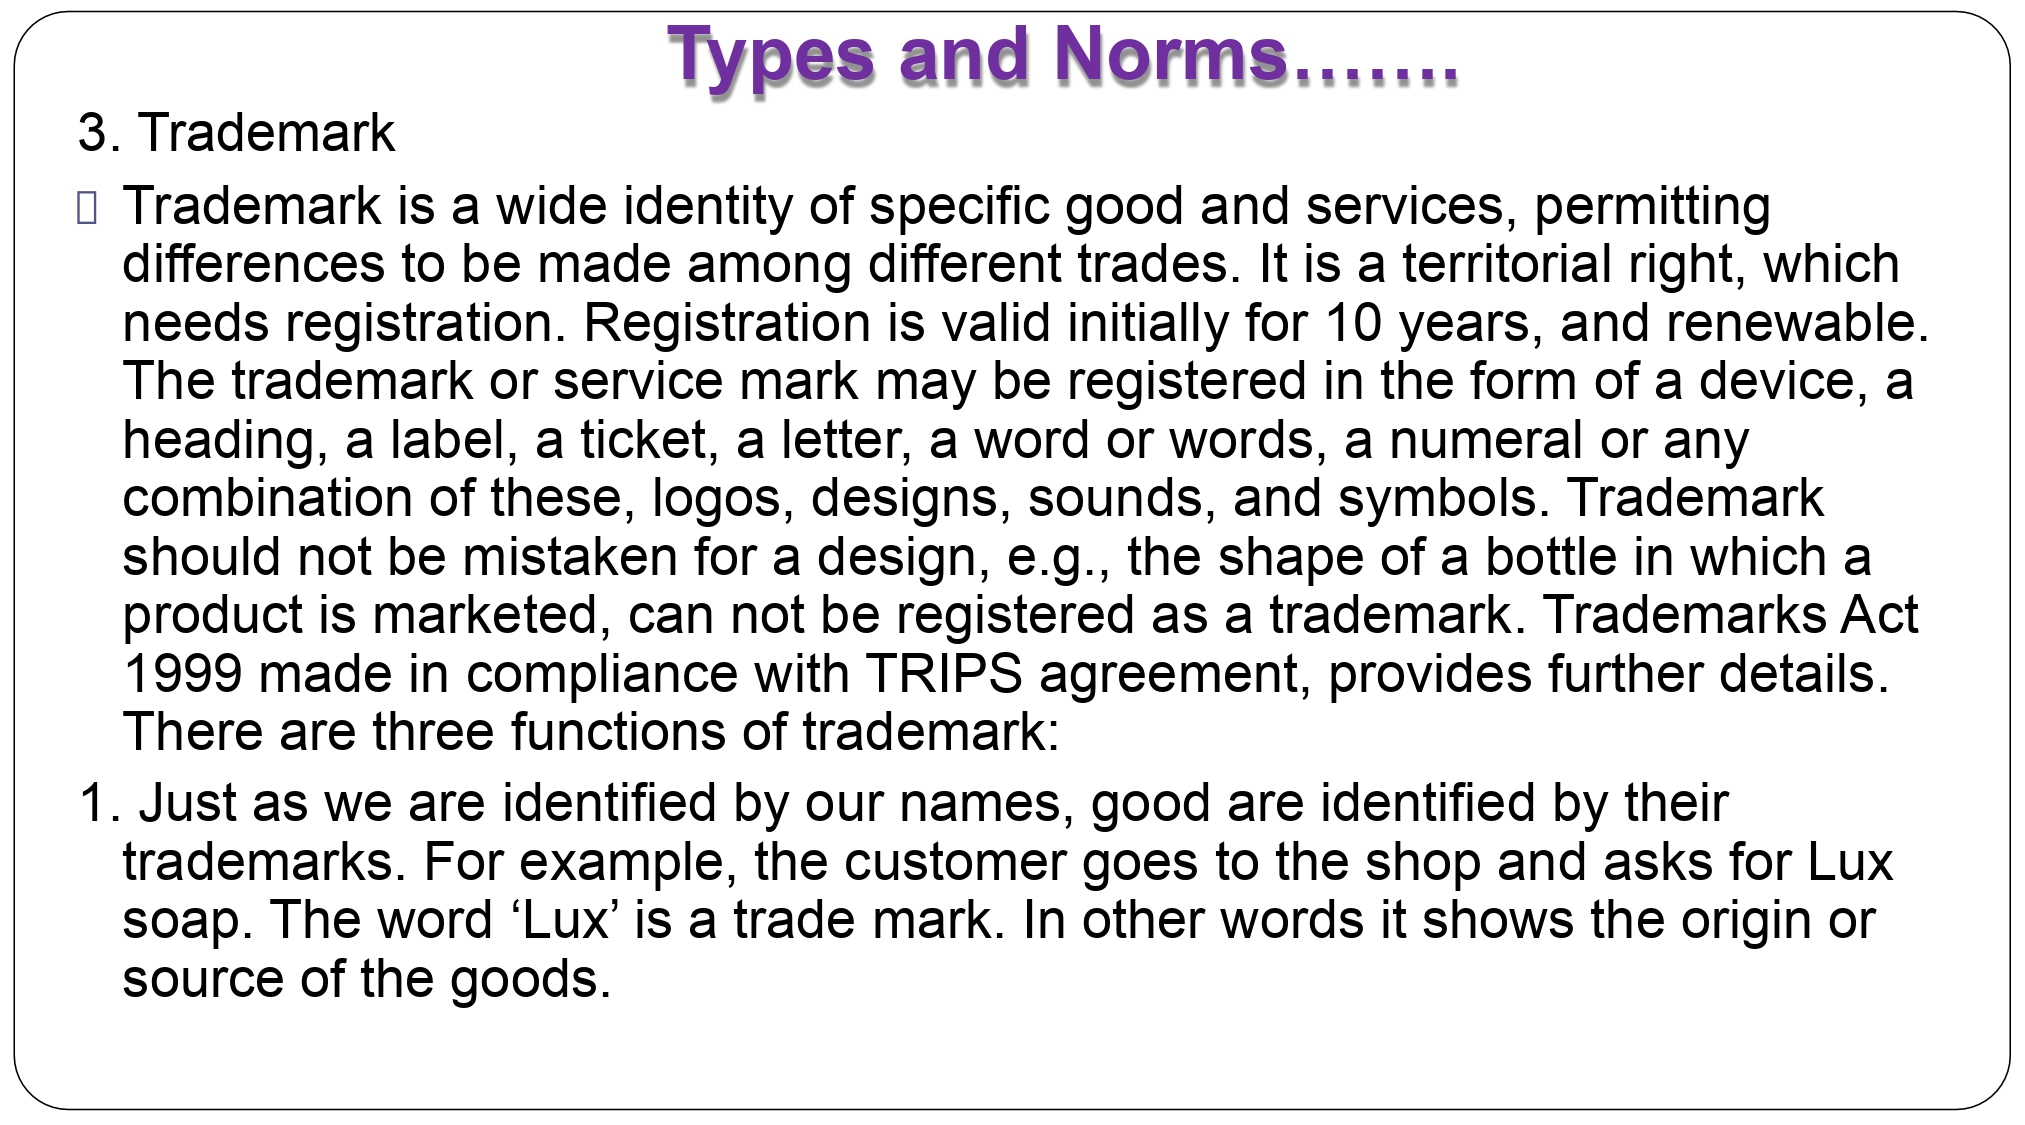 Types and Norms…….
3. Trademark
Trademark is a wide identity of specific good and services, permitting
differences to be made among different trades. It is a territorial right, which
needs registration. Registration is valid initially for 10 years, and renewable.
The trademark or service mark may be registered in the form of a device, a
heading, a label, a ticket, a letter, a word or words, a numeral or any
combination of these, logos, designs, sounds, and symbols. Trademark
should not be mistaken for a design, e.g., the shape of a bottle in which a
product is marketed, can not be registered as a trademark. Trademarks Act
1999 made in compliance with TRIPS agreement, provides further details.
There are three functions of trademark:
1. Just as we are identified by our names, good are identified by their
trademarks. For example, the customer goes to the shop and asks for Lux
soap. The word ‘Lux’ is a trade mark. In other words it shows the origin or
source of the goods.